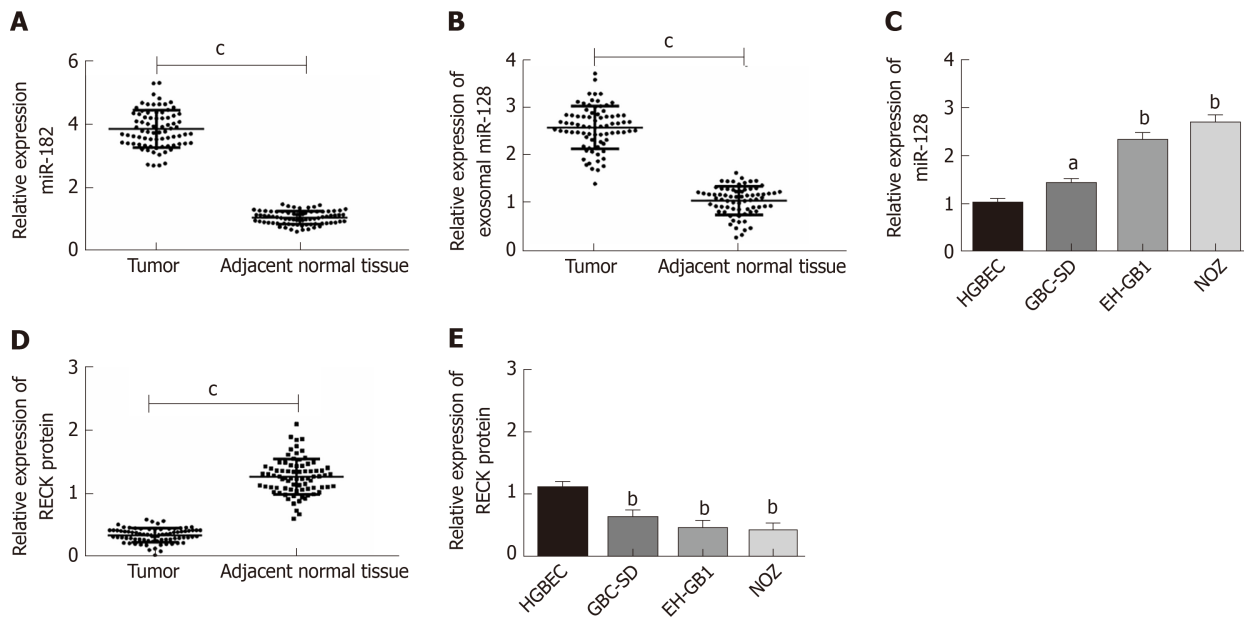 A
c
6
4
2
0
Relative expression
miR-182
Tumor
Adjacent normal tissue
B
c
4
3
2
1
0
Relative expression of
exosomal miR-128
Tumor
Adjacent normal tissue
C
4
3
2
1
0
Relative expression of
miR-128
a
b
b
HGBEC
GBC-SD
EH-GB1
NOZ
D
c
3
2
1
0
Relative expression of
RECK protein
Tumor
Adjacent normal tissue
E
3
2
1
0
Relative expression of
RECK protein
b
b
b
HGBEC
GBC-SD
EH-GB1
NOZ